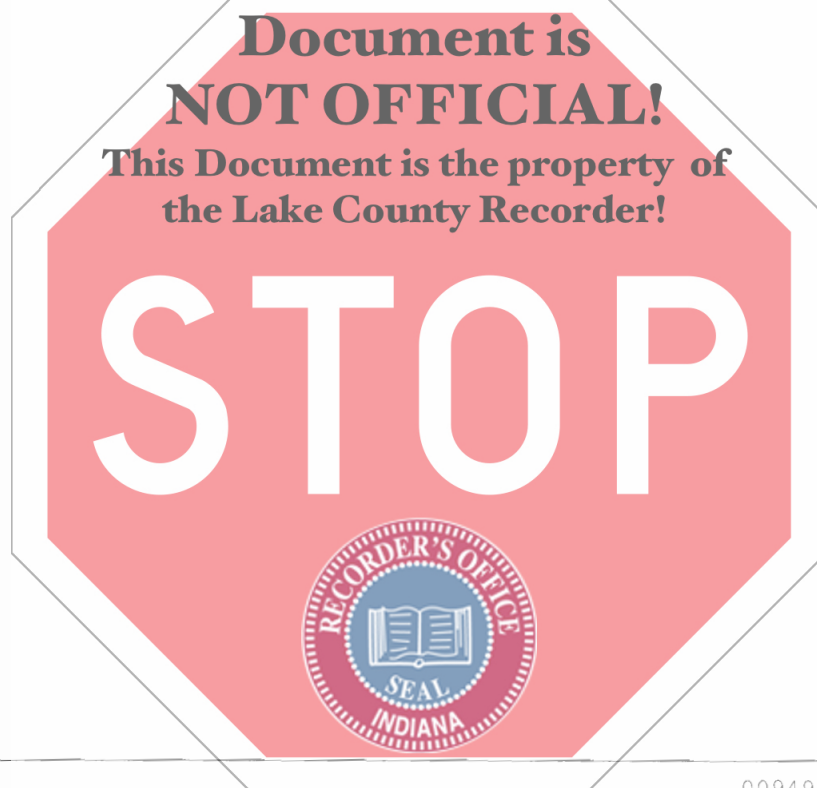 Document is
NOT OFFICIAL!
This Document is the property of
the Lake County Recorder!
STOP
RECORDER'S OFFICE
SEAL
INDIANA